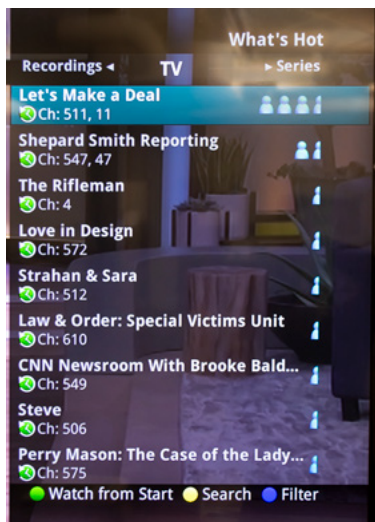 What's Hot
Recordings ◂ TV ▸ Series
Let's Make a Deal
Ch: 511, 11
Shepard Smith Reporting
Ch: 547, 47
The Rifleman
Ch: 4
Love in Design
Ch: 572
Strahan & Sara
Ch: 512
Law & Order: Special Victims Unit
Ch: 610
CNN Newsroom With Brooke Bald...
Ch: 549
Steve
Ch: 506
Perry Mason: The Case of the Lady...
Ch: 575
Watch from Start Search Filter